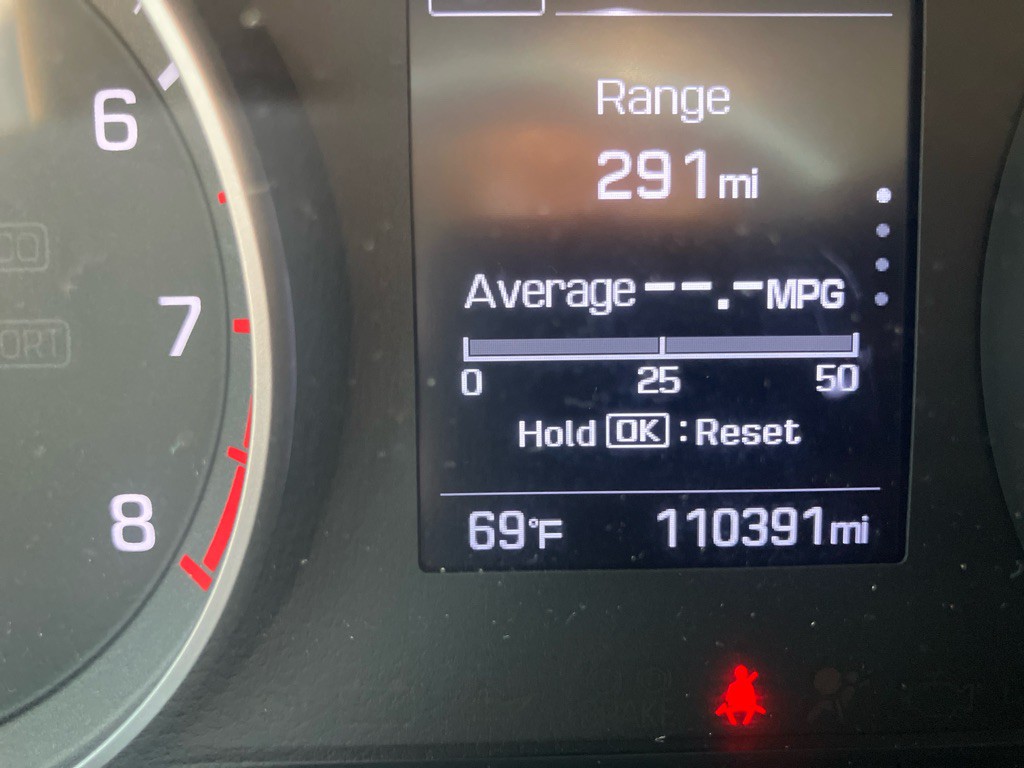 6
7
8
Range
291mi
Average--.-MPG
0 25 50
Hold OK : Reset
69°F 110391mi